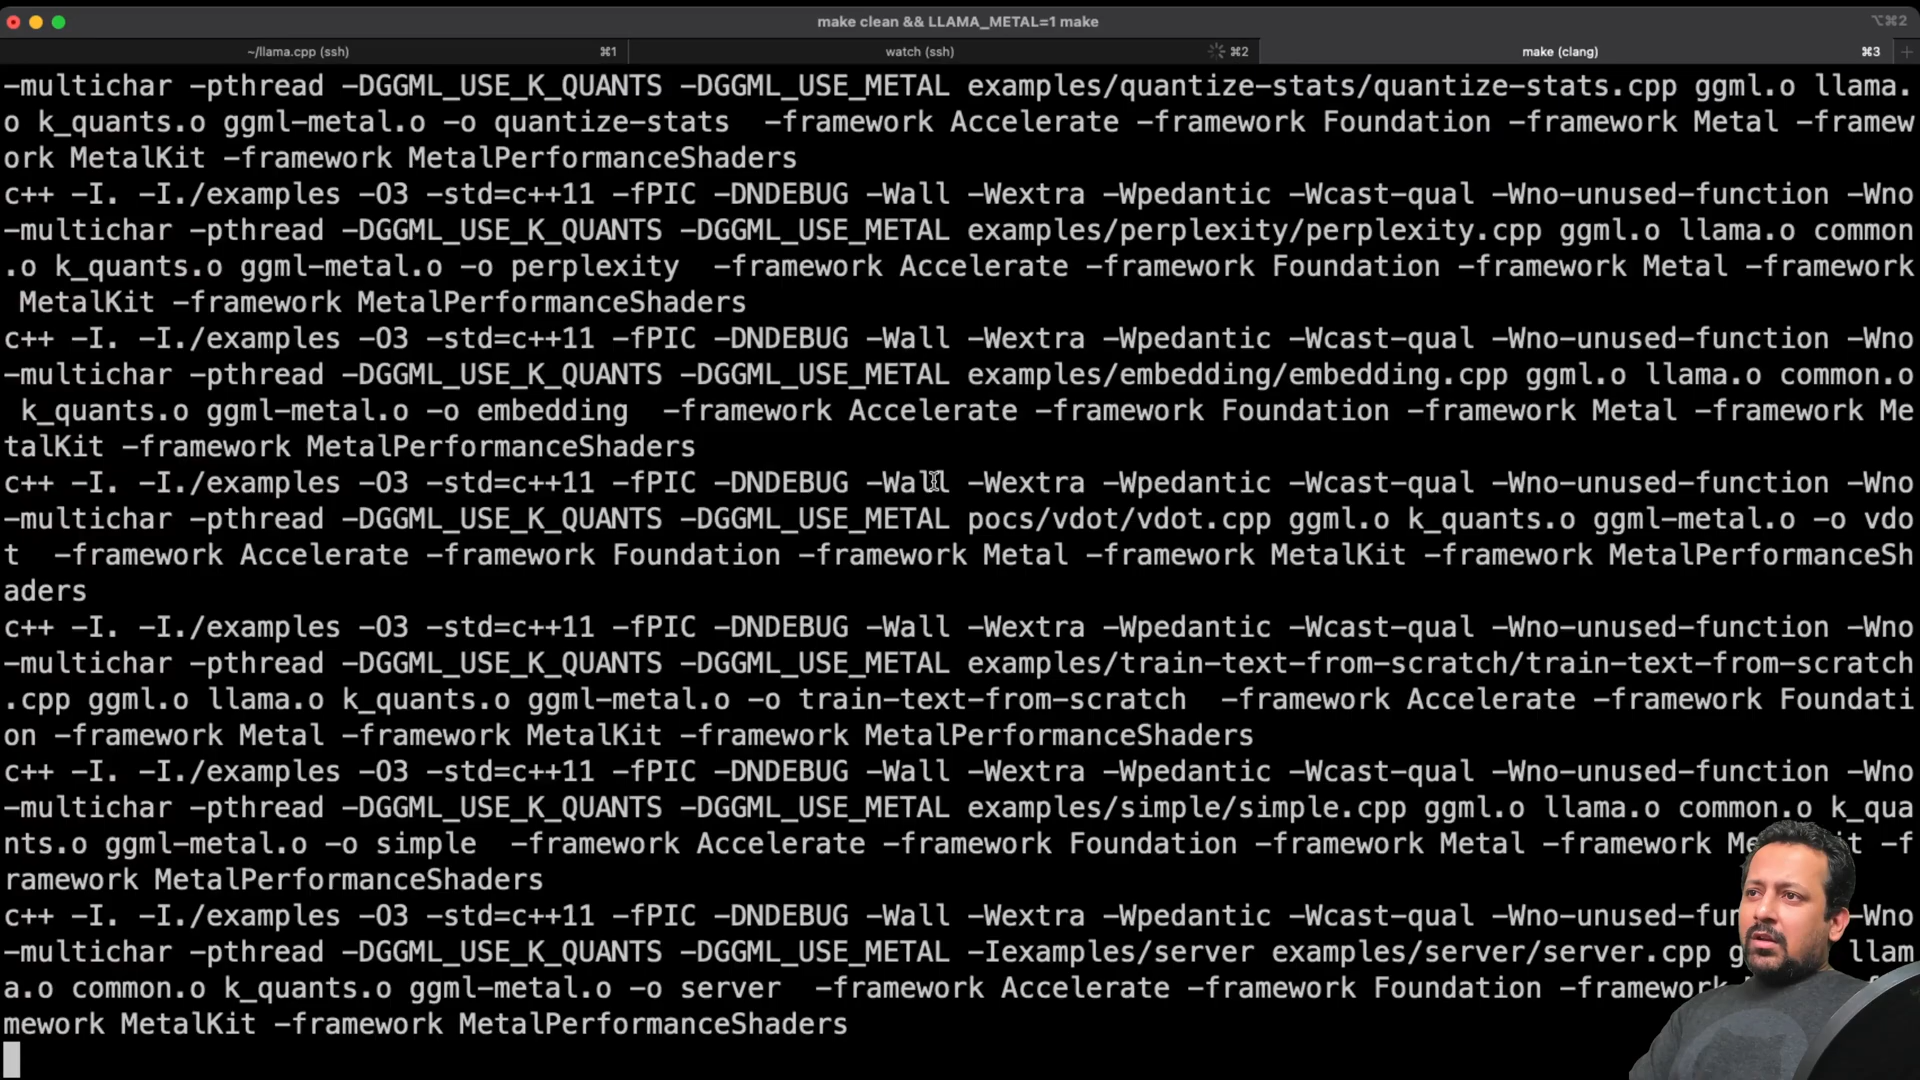 make clean && LLAMA_METAL=1 make
⌥⌘2
~/llama.cpp (ssh) ⌘1 watch (ssh) ⌘2 make (clang) ⌘3 +
-multichar -pthread -DGGML_USE_K_QUANTS -DGGML_USE_METAL examples/quantize-stats/quantize-stats.cpp ggml.o llama.
o k_quants.o ggml-metal.o -o quantize-stats  -framework Accelerate -framework Foundation -framework Metal -framew
ork MetalKit -framework MetalPerformanceShaders
c++ -I. -I./examples -O3 -std=c++11 -fPIC -DNDEBUG -Wall -Wextra -Wpedantic -Wcast-qual -Wno-unused-function -Wno
-multichar -pthread -DGGML_USE_K_QUANTS -DGGML_USE_METAL examples/perplexity/perplexity.cpp ggml.o llama.o common
.o k_quants.o ggml-metal.o -o perplexity  -framework Accelerate -framework Foundation -framework Metal -framework
 MetalKit -framework MetalPerformanceShaders
c++ -I. -I./examples -O3 -std=c++11 -fPIC -DNDEBUG -Wall -Wextra -Wpedantic -Wcast-qual -Wno-unused-function -Wno
-multichar -pthread -DGGML_USE_K_QUANTS -DGGML_USE_METAL examples/embedding/embedding.cpp ggml.o llama.o common.o
 k_quants.o ggml-metal.o -o embedding  -framework Accelerate -framework Foundation -framework Metal -framework Me
talKit -framework MetalPerformanceShaders
c++ -I. -I./examples -O3 -std=c++11 -fPIC -DNDEBUG -Wall -Wextra -Wpedantic -Wcast-qual -Wno-unused-function -Wno
-multichar -pthread -DGGML_USE_K_QUANTS -DGGML_USE_METAL pocs/vdot/vdot.cpp ggml.o k_quants.o ggml-metal.o -o vdo
t  -framework Accelerate -framework Foundation -framework Metal -framework MetalKit -framework MetalPerformanceSh
aders
c++ -I. -I./examples -O3 -std=c++11 -fPIC -DNDEBUG -Wall -Wextra -Wpedantic -Wcast-qual -Wno-unused-function -Wno
-multichar -pthread -DGGML_USE_K_QUANTS -DGGML_USE_METAL examples/train-text-from-scratch/train-text-from-scratch
.cpp ggml.o llama.o k_quants.o ggml-metal.o -o train-text-from-scratch  -framework Accelerate -framework Foundati
on -framework Metal -framework MetalKit -framework MetalPerformanceShaders
c++ -I. -I./examples -O3 -std=c++11 -fPIC -DNDEBUG -Wall -Wextra -Wpedantic -Wcast-qual -Wno-unused-function -Wno
-multichar -pthread -DGGML_USE_K_QUANTS -DGGML_USE_METAL examples/simple/simple.cpp ggml.o llama.o common.o k_qua
nts.o ggml-metal.o -o simple  -framework Accelerate -framework Foundation -framework Metal -framework -f
ramework MetalPerformanceShaders
c++ -I. -I./examples -O3 -std=c++11 -fPIC -DNDEBUG -Wall -Wextra -Wpedantic -Wcast-qual -Wno-unused-fun -Wno
-multichar -pthread -DGGML_USE_K_QUANTS -DGGML_USE_METAL -Iexamples/server examples/server/server.cpp llam
a.o common.o k_quants.o ggml-metal.o -o server  -framework Accelerate -framework Foundation -framework
mework MetalKit -framework MetalPerformanceShaders